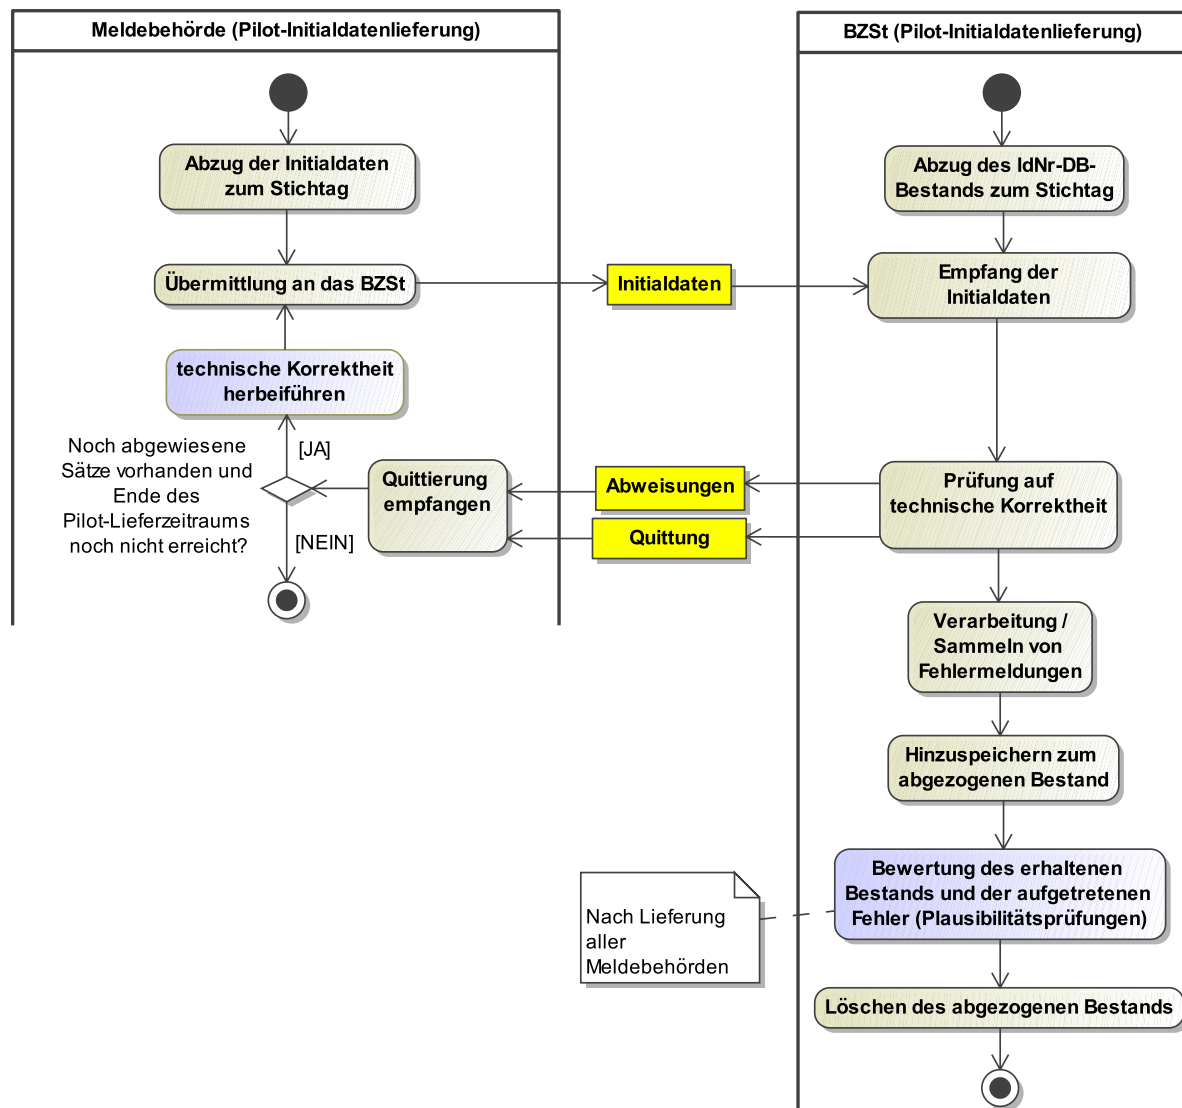 Meldebehörde (Pilot-Initialdatenlieferung)
Abzug der Initialdaten
zum Stichtag
Übermittlung an das BZSt
technische Korrektheit
herbeiführen
Noch abgewiesene
Sätze vorhanden und
Ende des
Pilot-Lieferzeitraums
noch nicht erreicht?
[JA]
[NEIN]
Quittierung
empfangen
Initialdaten
Abweisungen
Quittung
BZSt (Pilot-Initialdatenlieferung)
Abzug des IdNr-DB-
Bestands zum Stichtag
Empfang der
Initialdaten
Prüfung auf
technische Korrektheit
Verarbeitung /
Sammeln von
Fehlermeldungen
Hinzuspeichern zum
abgezogenen Bestand
Bewertung des erhaltenen
Bestands und der aufgetretenen
Fehler (Plausibilitätsprüfungen)
Nach Lieferung
aller
Meldebehörden
Löschen des abgezogenen Bestands